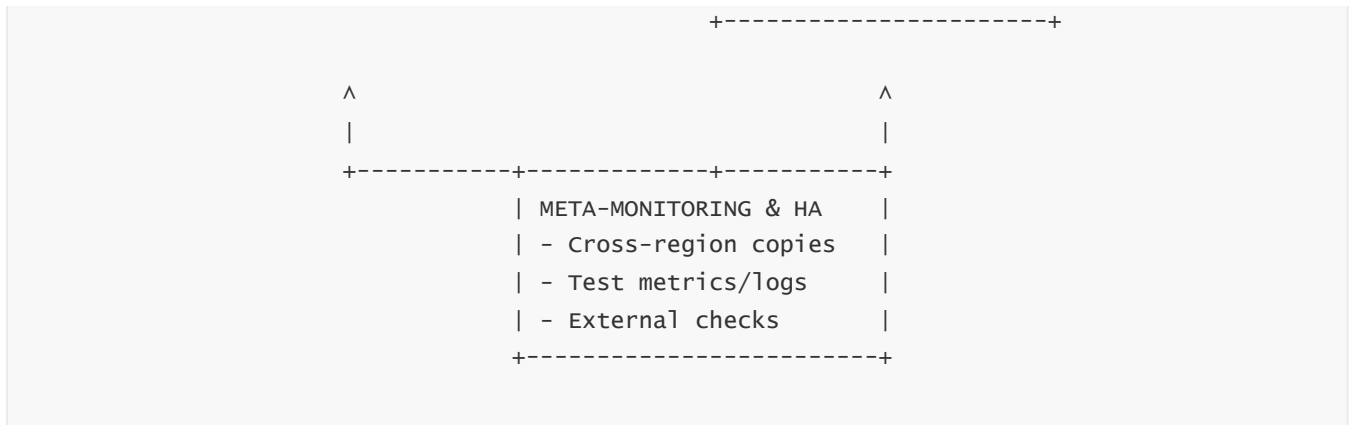 +-----------------------+
^ ^
| |
+-----------+-------------+-----------+
| META-MONITORING & HA |
| - Cross-region copies |
| - Test metrics/logs |
| - External checks |
+-------------------------+